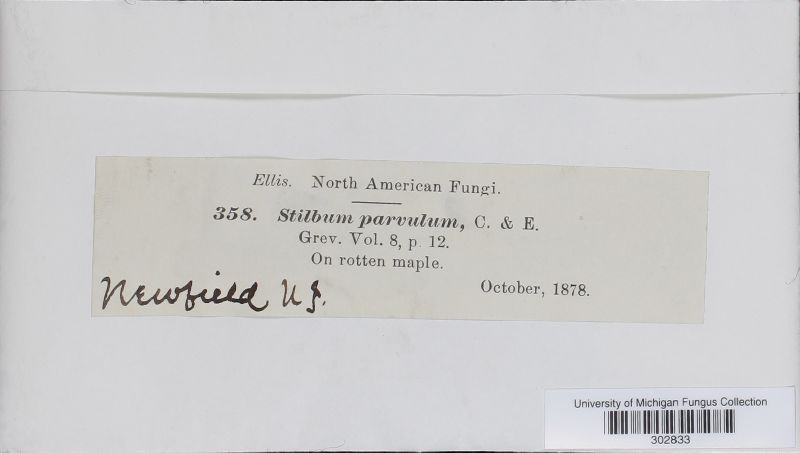 Ellis. North American Fungi.
358. Stilbum parvulum, C. & E.
Grev. Vol. 8, p. 12.
On rotten maple.
October, 1878.
Newfield N J.
University of Michigan Fungus Collection
302833